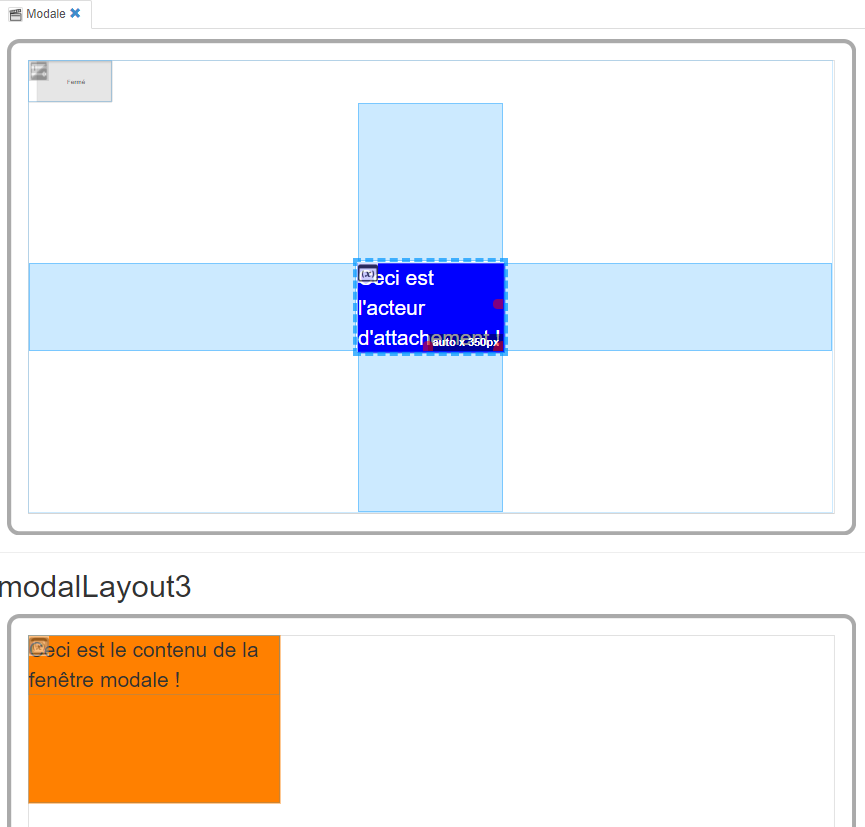 Modale
Fermé
Ceci est
l'acteur
d'attachement !
auto x 350px
modalLayout3
Ceci est le contenu de la
fenêtre modale !